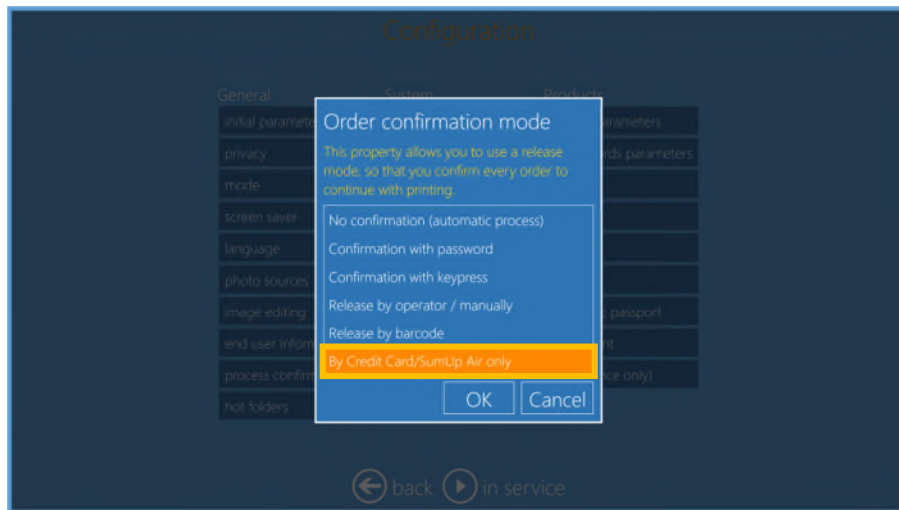 Configuration
General System Products
initial paramete
arameters
privacy
rds parameters
mode
screen saver
language
photo sources
image editing
passport
end user inform
nt
process confirm
ce only)
hot folders
Order confirmation mode
This property allows you to use a release
mode, so that you confirm every order to
continue with printing.
No confirmation (automatic process)
Confirmation with password
Confirmation with keypress
Release by operator / manually
Release by barcode
By Credit Card/SumUp Air only
OK Cancel
back in service